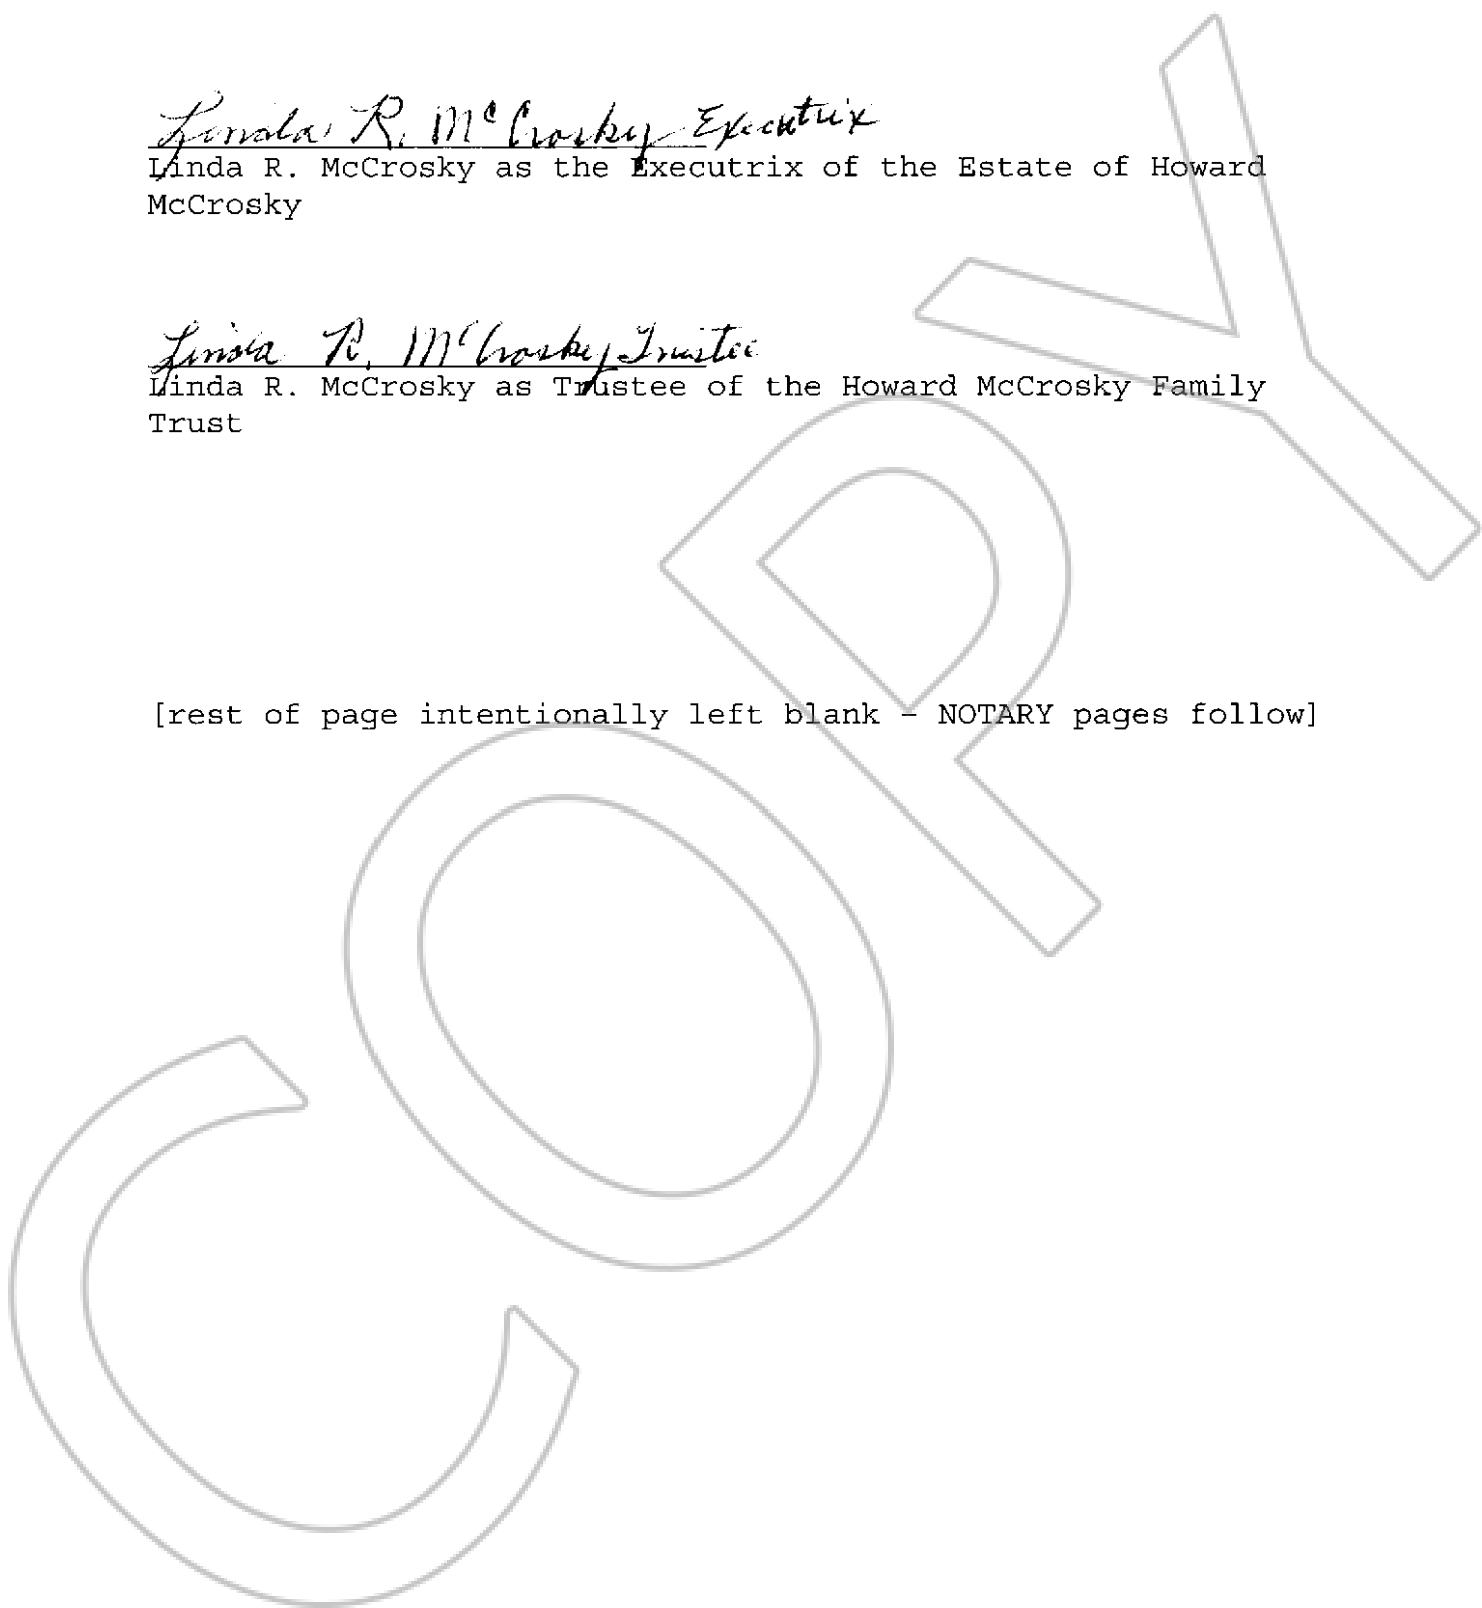 Linda R. McCrosky Executrix
Linda R. McCrosky as the Executrix of the Estate of Howard
McCrosky
Linda R. McCrosky, Trustee
Linda R. McCrosky as Trustee of the Howard McCrosky Family
Trust
[rest of page intentionally left blank – NOTARY pages follow]
COPY